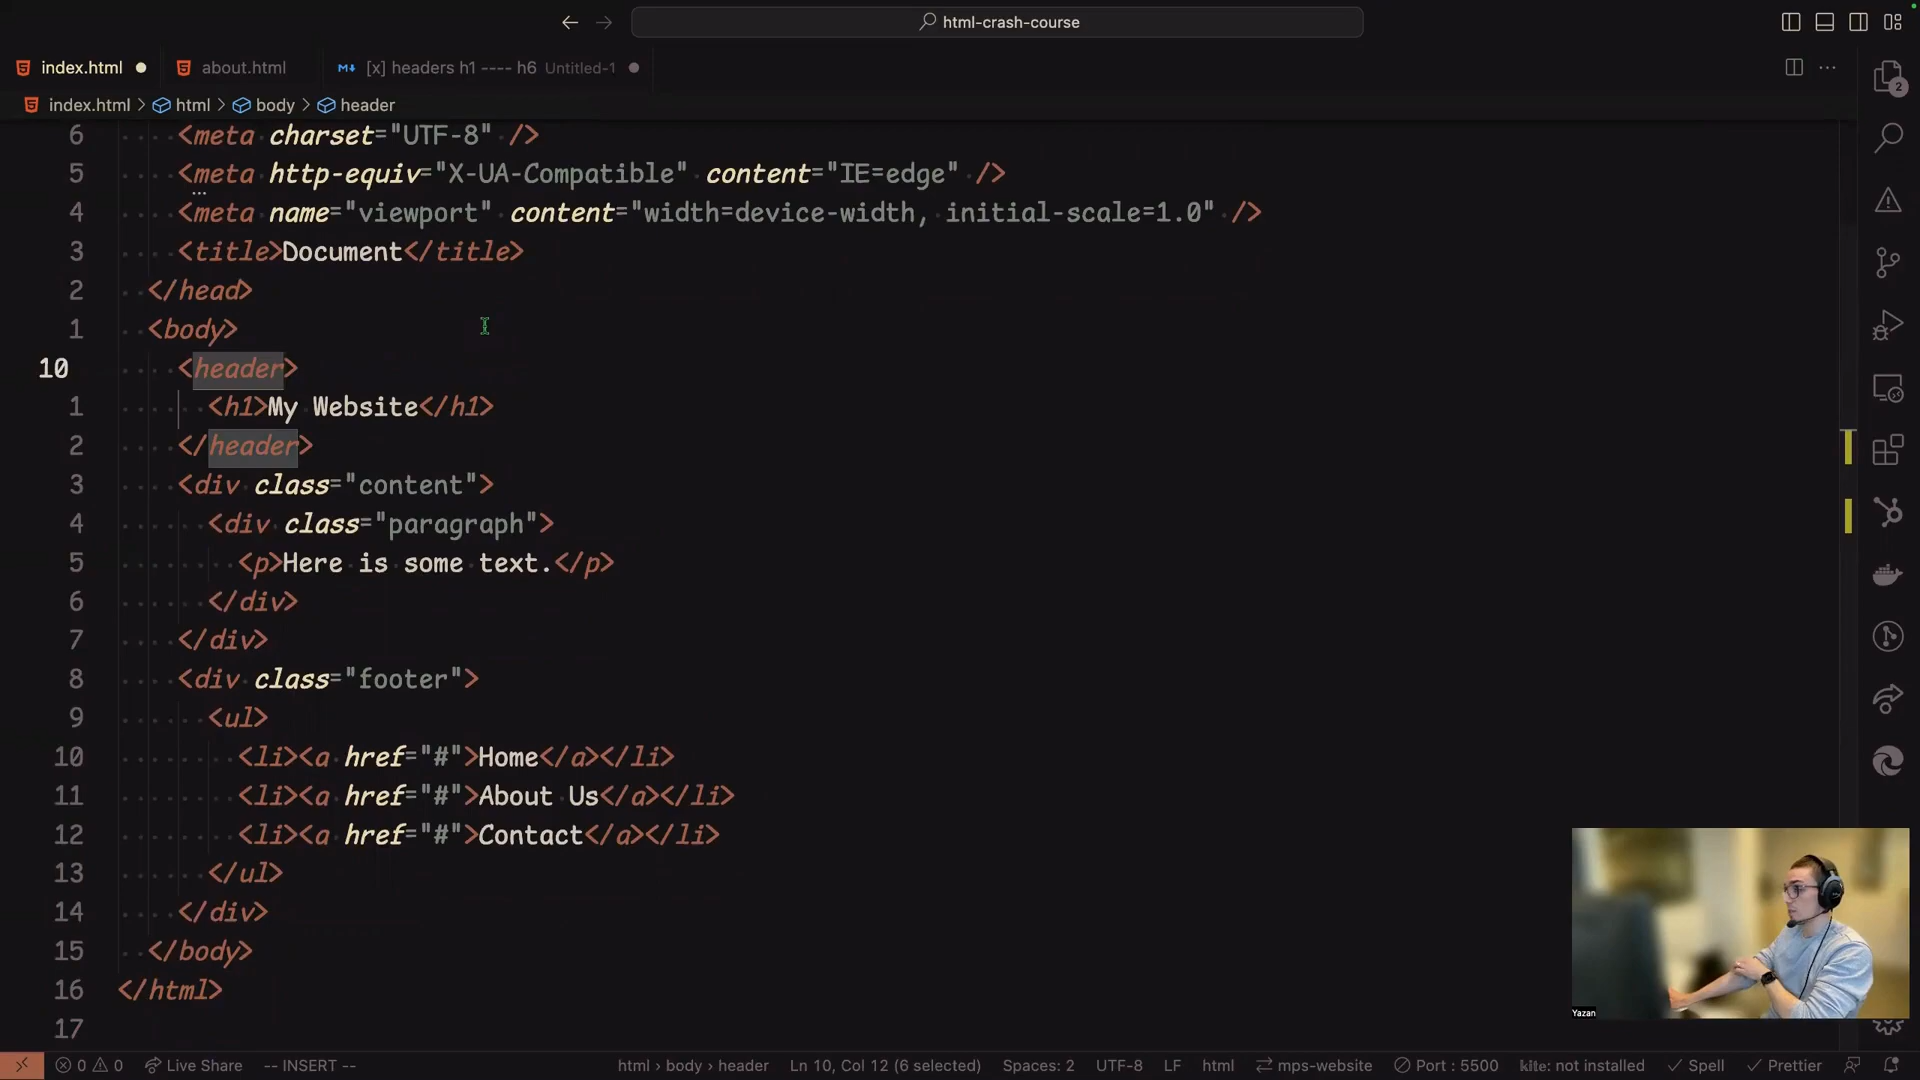 html-crash-course
index.html
about.html
[x] headers h1 ---- h6 Untitled-1
index.html > html > body > header
2
6 <meta charset="UTF-8" />
5 <meta http-equiv="X-UA-Compatible" content="IE=edge" />
4 <meta name="viewport" content="width=device-width, initial-scale=1.0" />
3 <title>Document</title>
2 </head>
1 <body>
10 <header>
1 <h1>My Website</h1>
2 </header>
3 <div class="content">
4 <div class="paragraph">
5 <p>Here is some text.</p>
6 </div>
7 </div>
8 <div class="footer">
9 <ul>
10 <li><a href="#">Home</a></li>
11 <li><a href="#">About Us</a></li>
12 <li><a href="#">Contact</a></li>
13 </ul>
14 </div>
15 </body>
16 </html>
17
Yazan
0 0 Live Share -- INSERT -- html > body > header Ln 10, Col 12 (6 selected) Spaces: 2 UTF-8 LF html mps-website Port : 5500 kite: not installed Spell Prettier